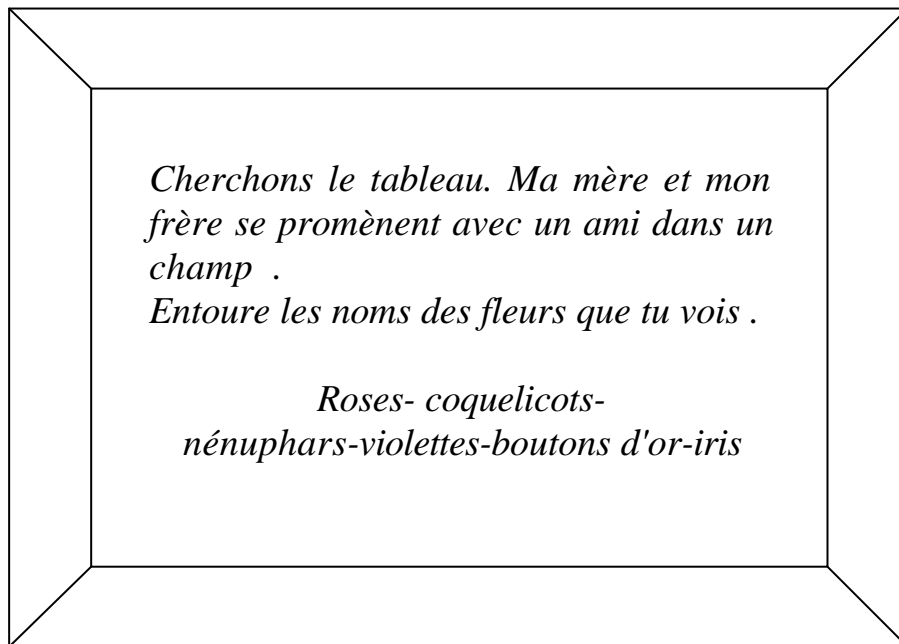 Cherchons le tableau. Ma mère et mon
frère se promènent avec un ami dans un
champ .
Entoure les noms des fleurs que tu vois .
Roses- coquelicots-
nénuphars-violettes-boutons d'or-iris